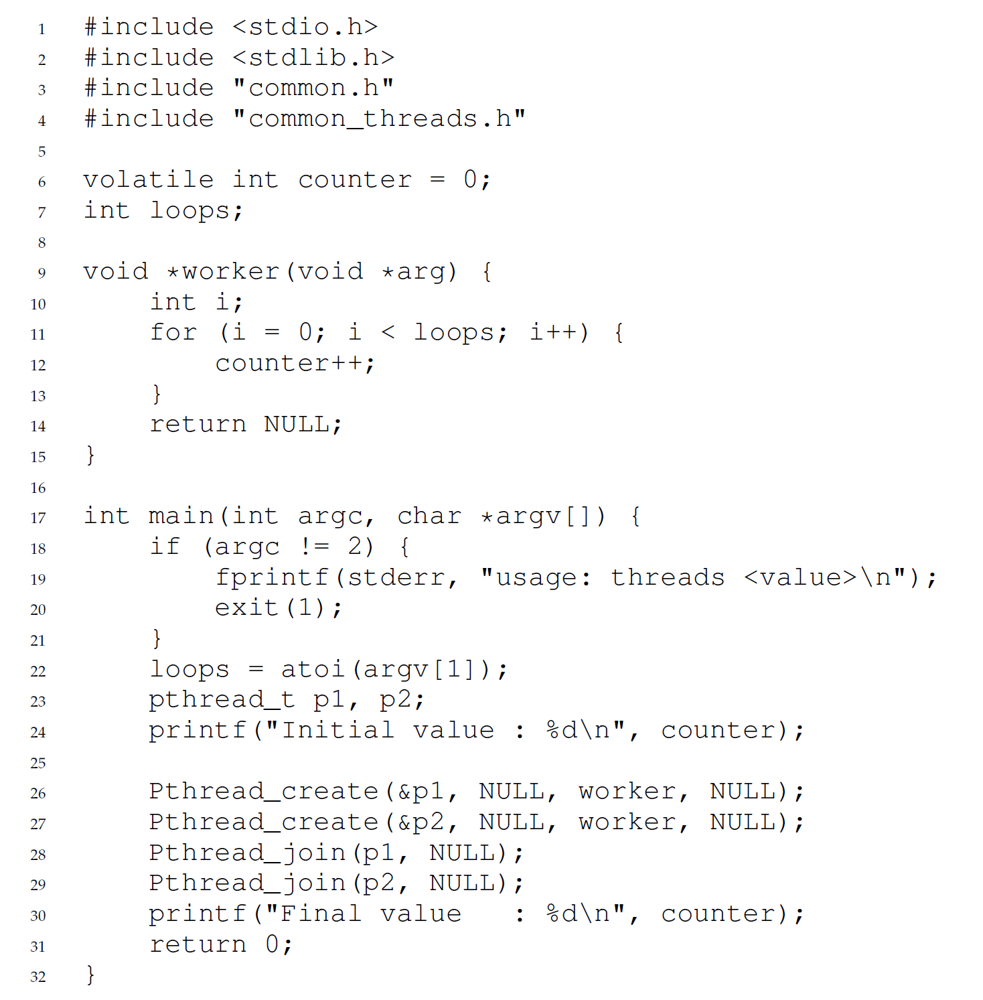 1 #include <stdio.h>
2 #include <stdlib.h>
3 #include "common.h"
4 #include "common_threads.h"
5
6 volatile int counter = 0;
7 int loops;
8
9 void *worker(void *arg) {
10     int i;
11     for (i = 0; i < loops; i++) {
12         counter++;
13     }
14     return NULL;
15 }
16
17 int main(int argc, char *argv[]) {
18     if (argc != 2) {
19         fprintf(stderr, "usage: threads <value>\n");
20         exit(1);
21     }
22     loops = atoi(argv[1]);
23     pthread_t p1, p2;
24     printf("Initial value : %d\n", counter);
25
26     Pthread_create(&p1, NULL, worker, NULL);
27     Pthread_create(&p2, NULL, worker, NULL);
28     Pthread_join(p1, NULL);
29     Pthread_join(p2, NULL);
30     printf("Final value   : %d\n", counter);
31     return 0;
32 }